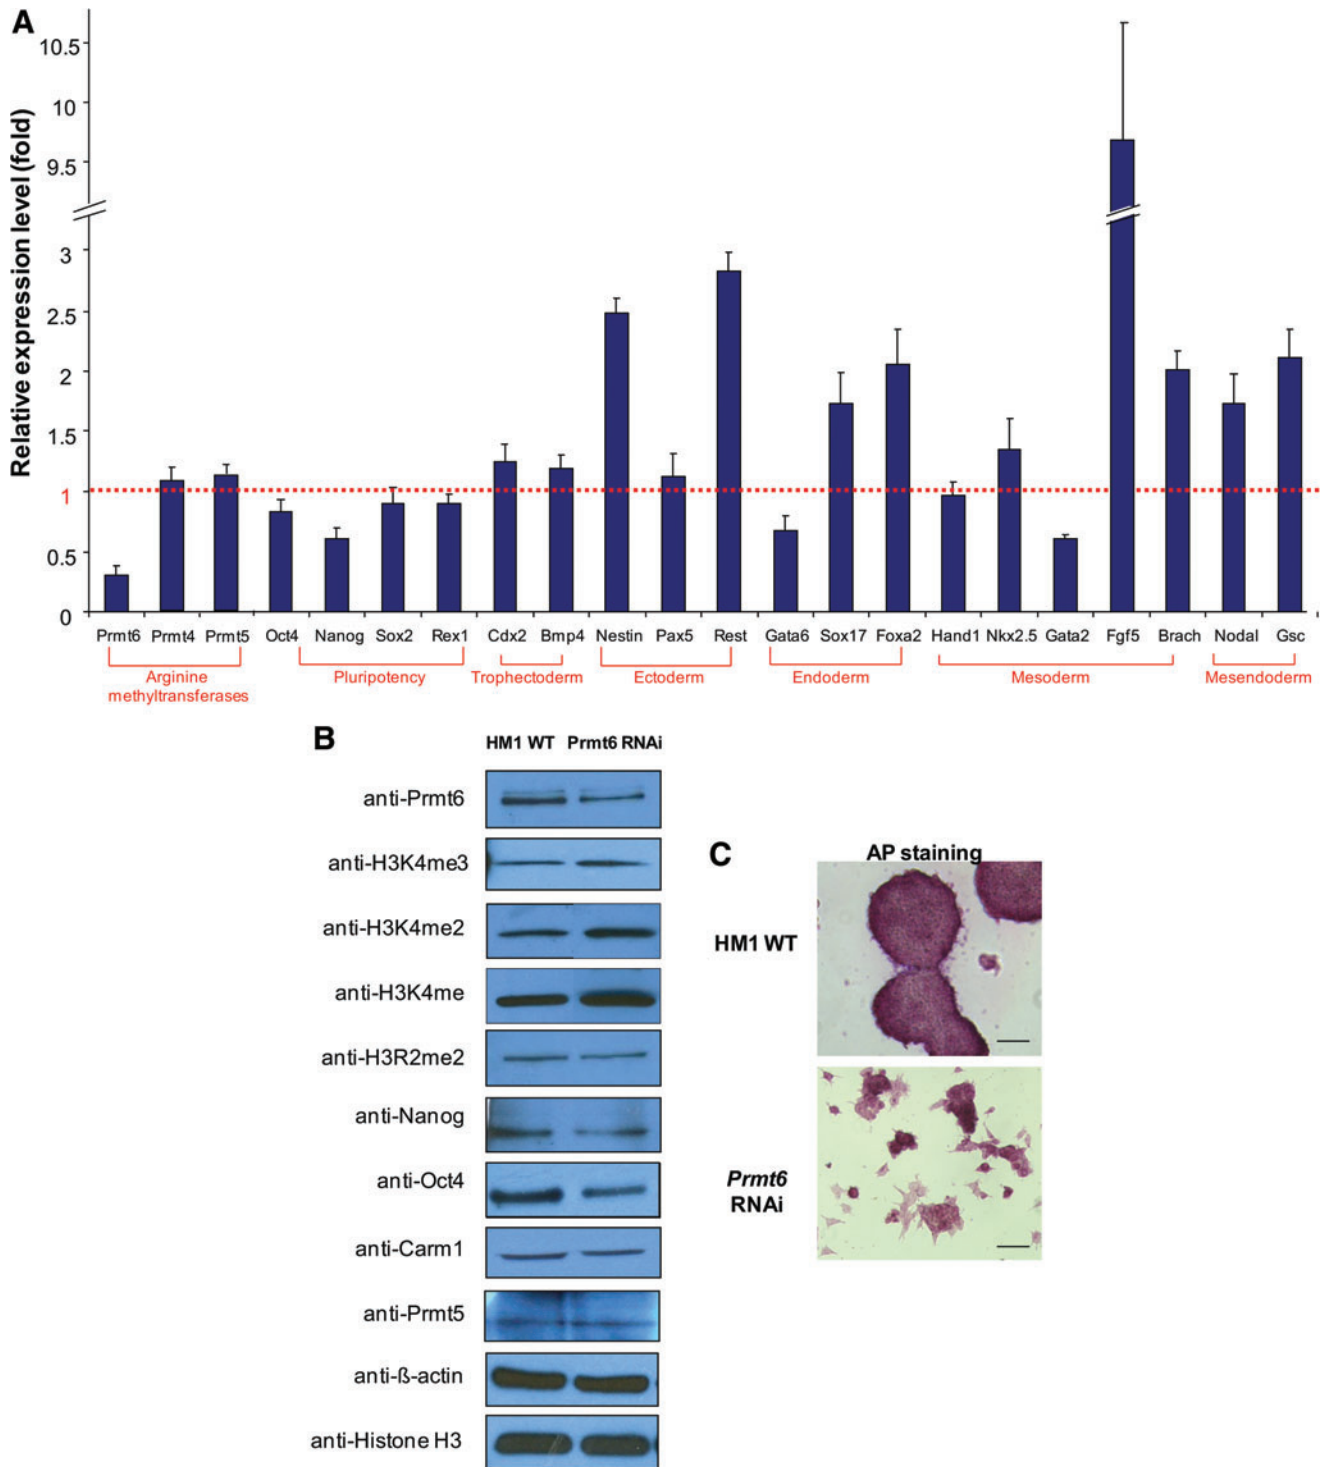 A
Relative expression level (fold)
10.5
10
9.5
3
2.5
2
1.5
1
0.5
0
Prmt6 Prmt4 Prmt5 Oct4 Nanog Sox2 Rex1 Cdx2 Bmp4 Nestin Pax5 Rest Gata6 Sox17 Foxa2 Hand1 Nkx2.5 Gata2 Fgf5 Brach Nodal Gsc
Arginine methyltransferases
Pluripotency
Trophectoderm
Ectoderm
Endoderm
Mesoderm
Mesendoderm
B
HM1 WT Prmt6 RNAi
anti-Prmt6
anti-H3K4me3
anti-H3K4me2
anti-H3K4me
anti-H3R2me2
anti-Nanog
anti-Oct4
anti-Carm1
anti-Prmt5
anti-ß-actin
anti-Histone H3
C
AP staining
HM1 WT
Prmt6
RNAi